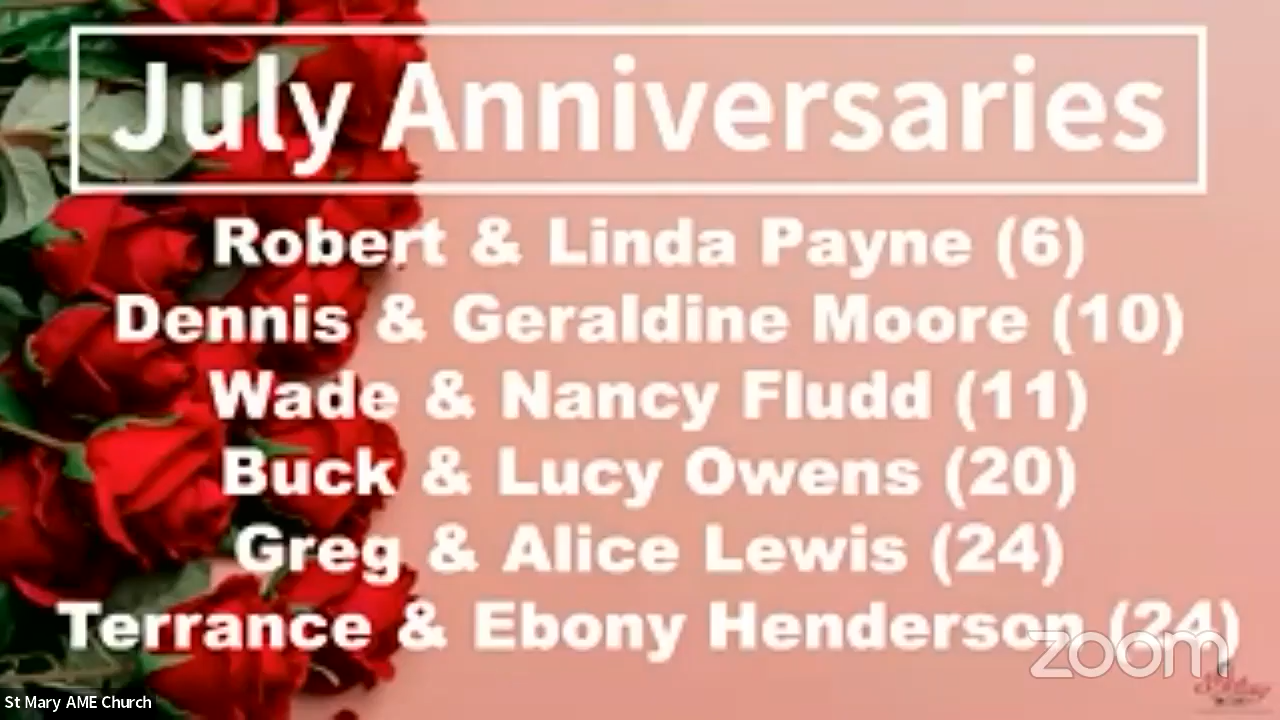 July Anniversaries
Robert & Linda Payne (6)
Dennis & Geraldine Moore (10)
Wade & Nancy Fludd (11)
Buck & Lucy Owens (20)
Greg & Alice Lewis (24)
Terrance & Ebony Henderson (24)
zoom
St Mary AME Church